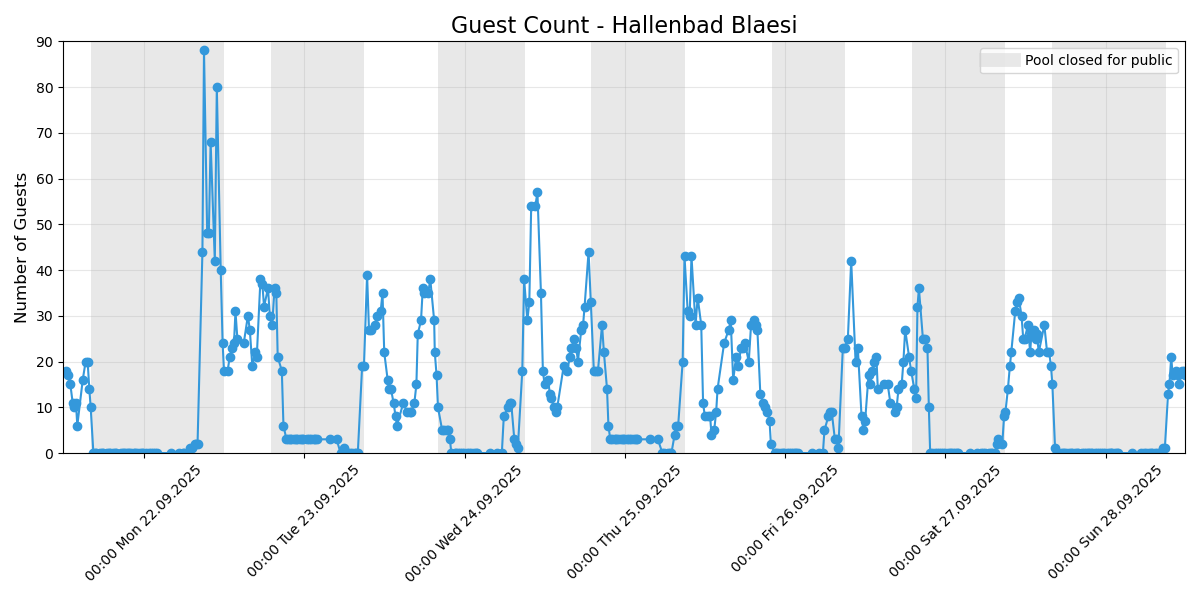 Guest Count - Hallenbad Blaesi
Pool closed for public
Number of Guests
90
80
70
60
50
40
30
20
10
0
00:00 Mon 22.09.2025
00:00 Tue 23.09.2025
00:00 Wed 24.09.2025
00:00 Thu 25.09.2025
00:00 Fri 26.09.2025
00:00 Sat 27.09.2025
00:00 Sun 28.09.2025